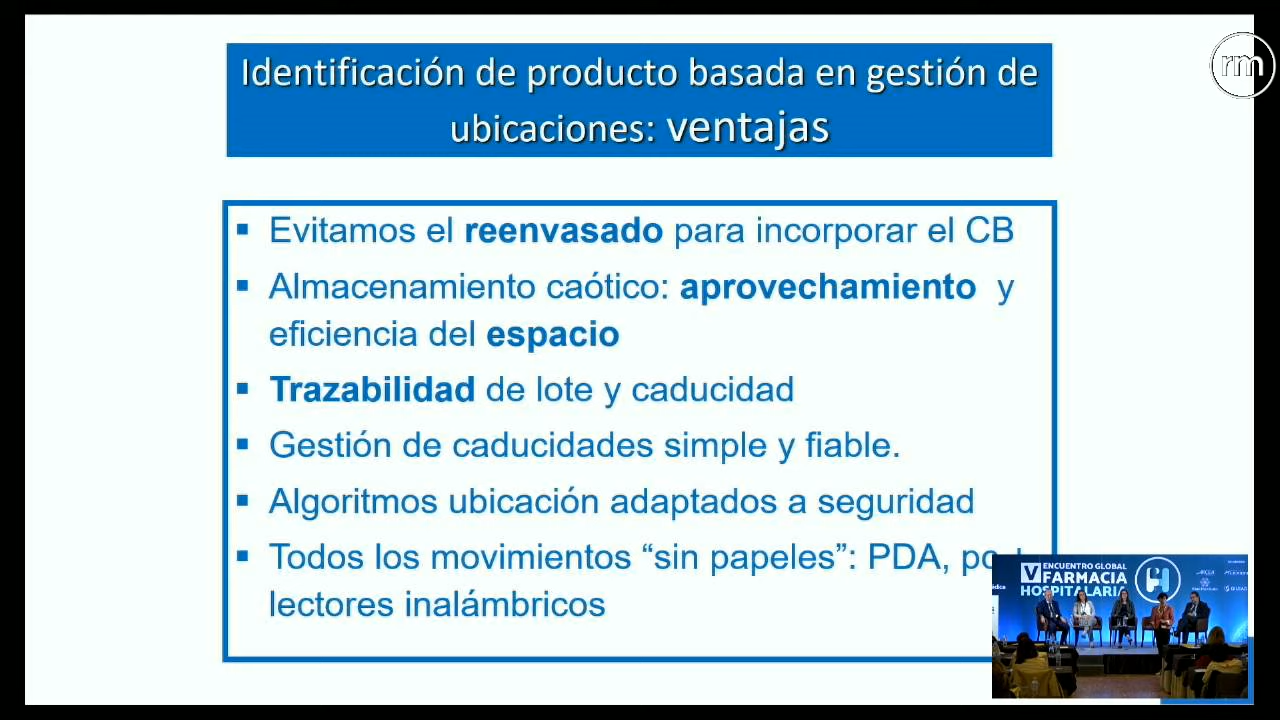 Identificación de producto basada en gestión de
ubicaciones: ventajas
rm
▪ Evitamos el reenvasado para incorporar el CB
▪ Almacenamiento caótico: aprovechamiento y
eficiencia del espacio
▪ Trazabilidad de lote y caducidad
▪ Gestión de caducidades simple y fiable.
▪ Algoritmos ubicación adaptados a seguridad
▪ Todos los movimientos “sin papeles”: PDA, pc +
lectores inalámbricos
V ENCUENTRO GLOBAL
FARMACIA
HOSPITALARIA